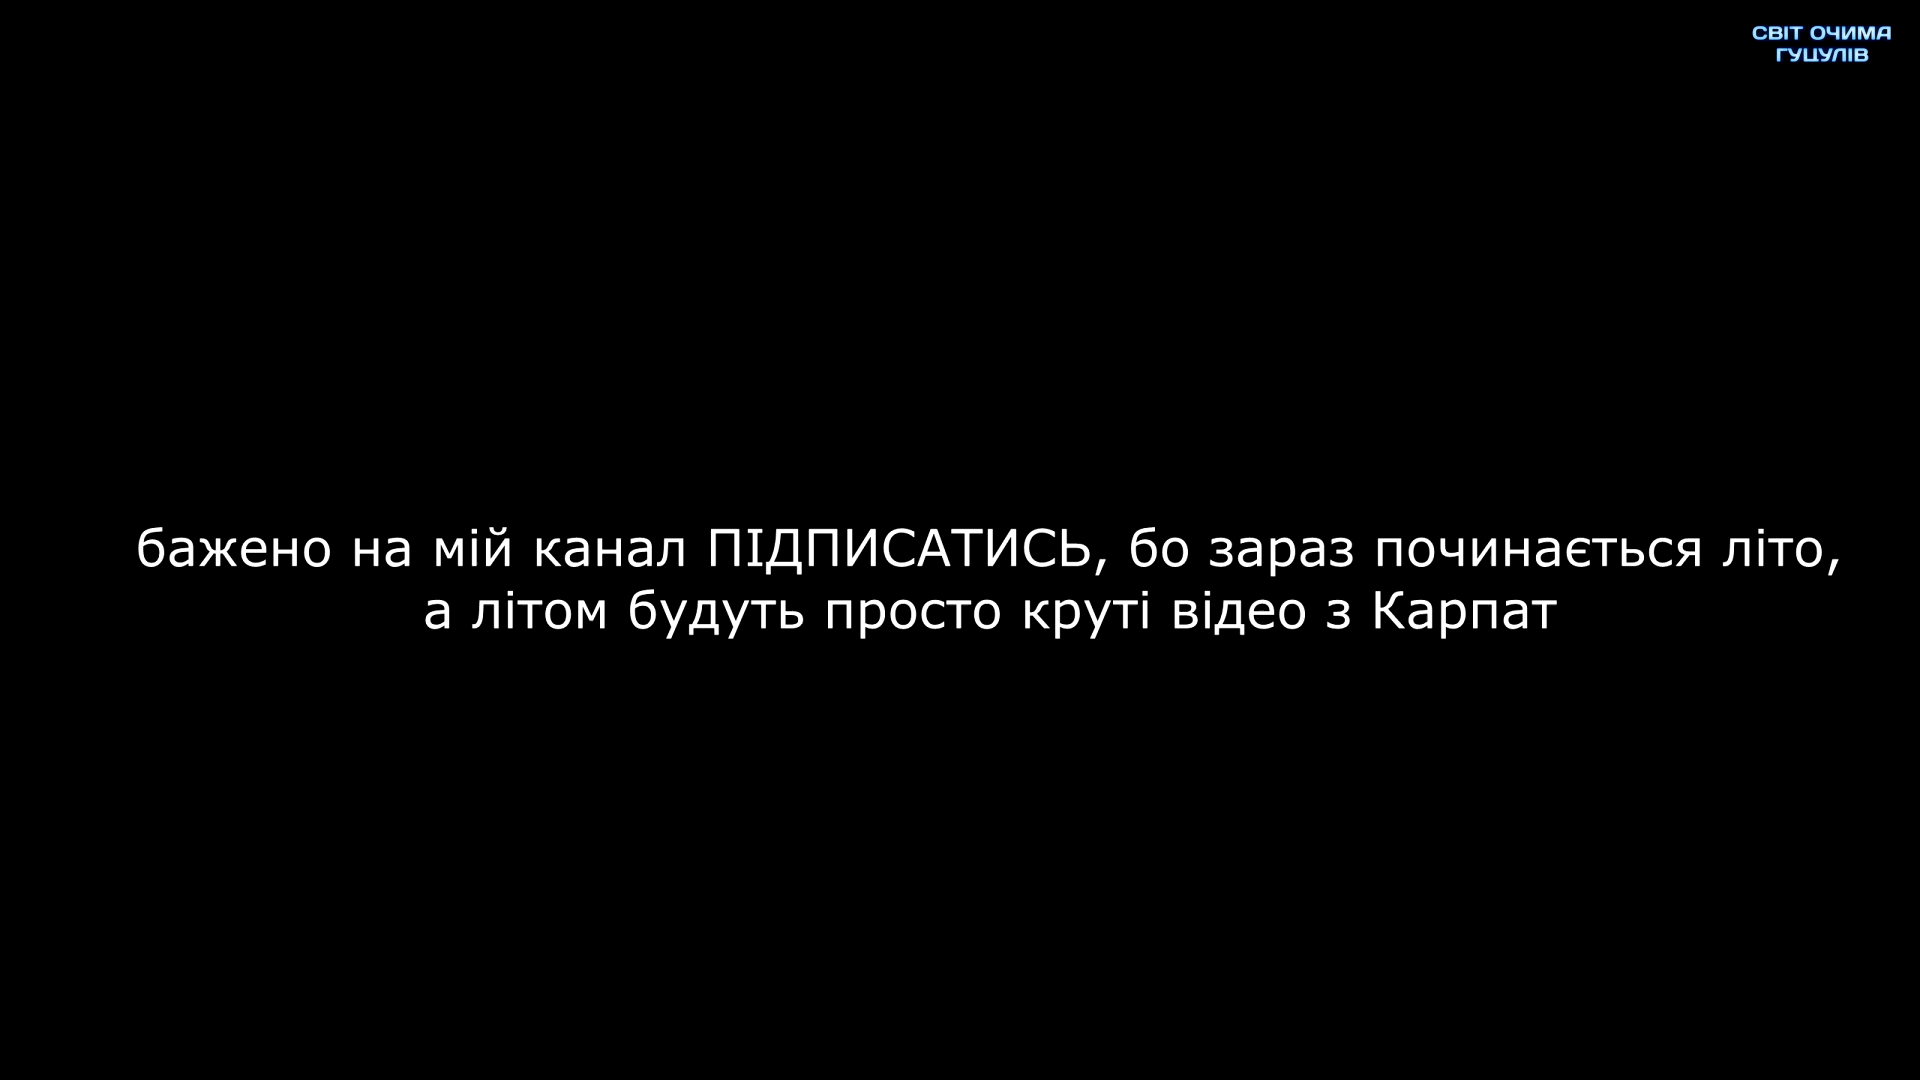 СВІТ ОЧИМА
ГУЦУЛІВ
бажено на мій канал ПІДПИСАТИСЬ, бо зараз починається літо,
а літом будуть просто круті відео з Карпат